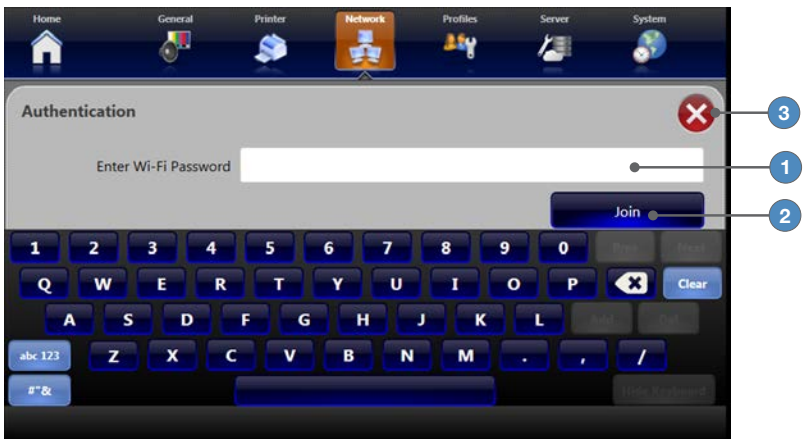 Home General Printer Network Profiles Server System
Authentication
3
Enter Wi-Fi Password
1
Join
2
1 2 3 4 5 6 7 8 9 0 Prev Next
Q W E R T Y U I O P Clear
A S D F G H J K L Add Del
abc 123 Z X C V B N M . , /
#"& Hide Keyboard